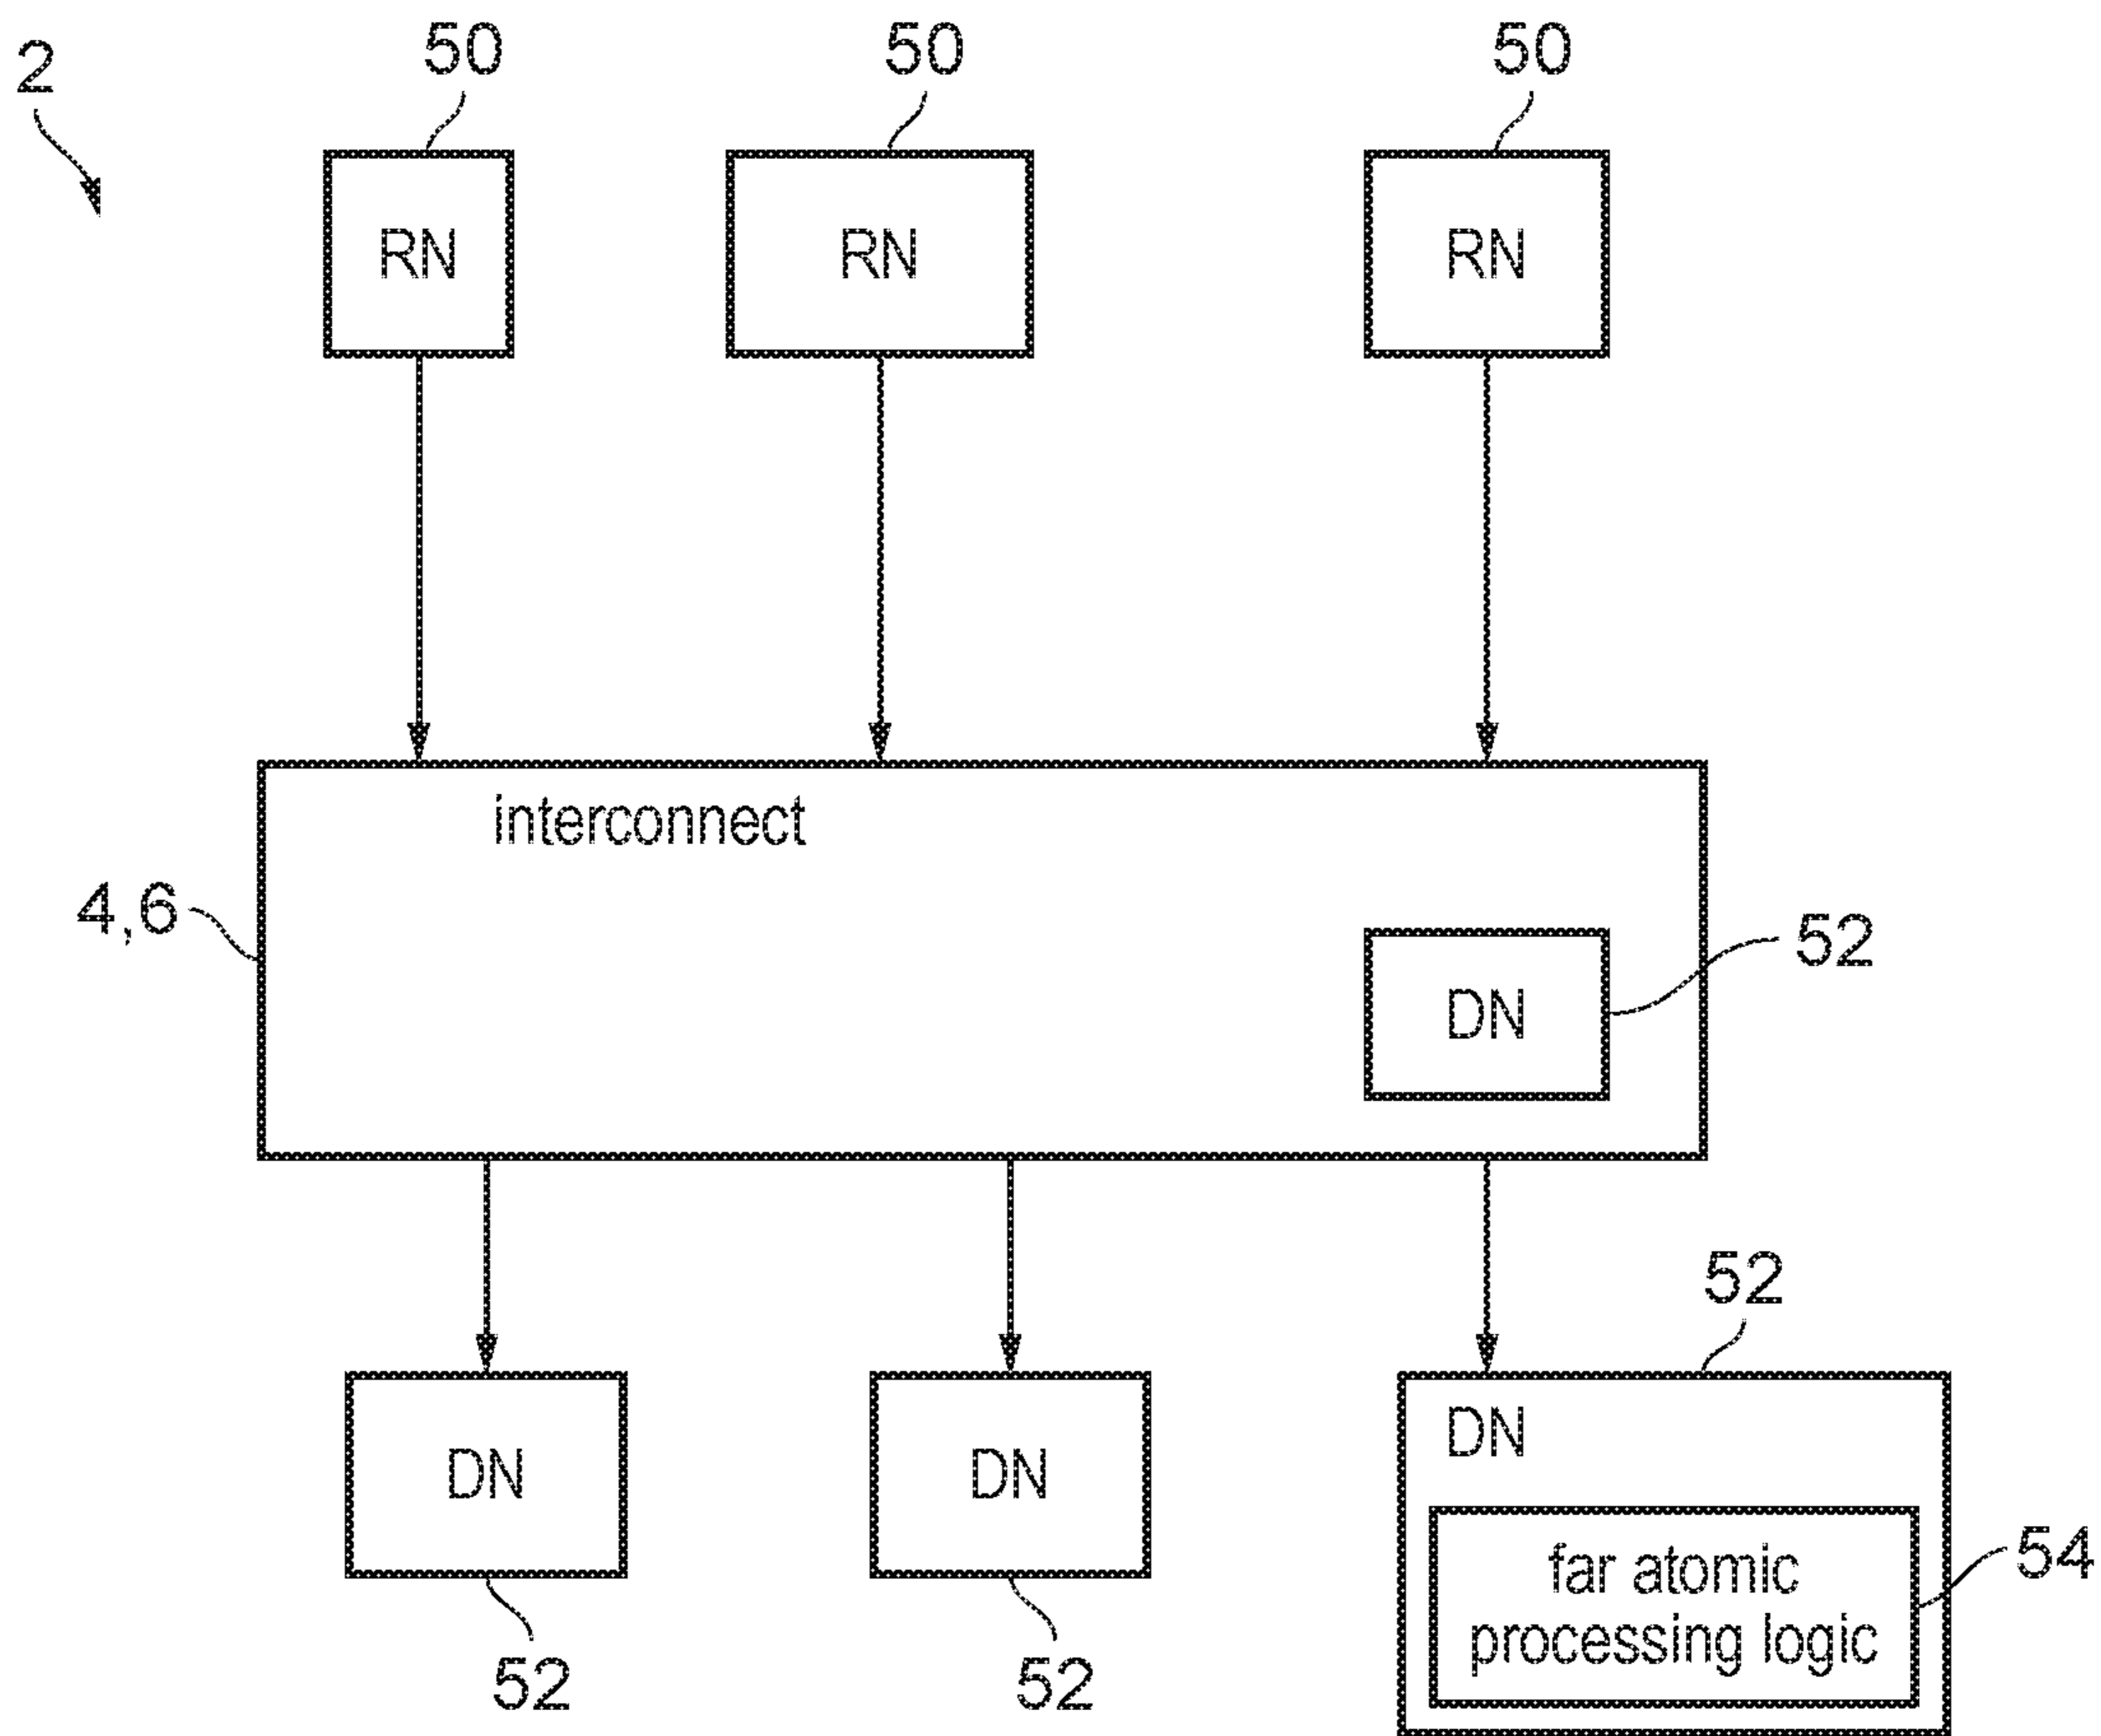 2
50
50
50
RN
RN
RN
interconnect
4,6
52
DN
52
DN
DN
DN
far atomic
processing logic
54
52
52